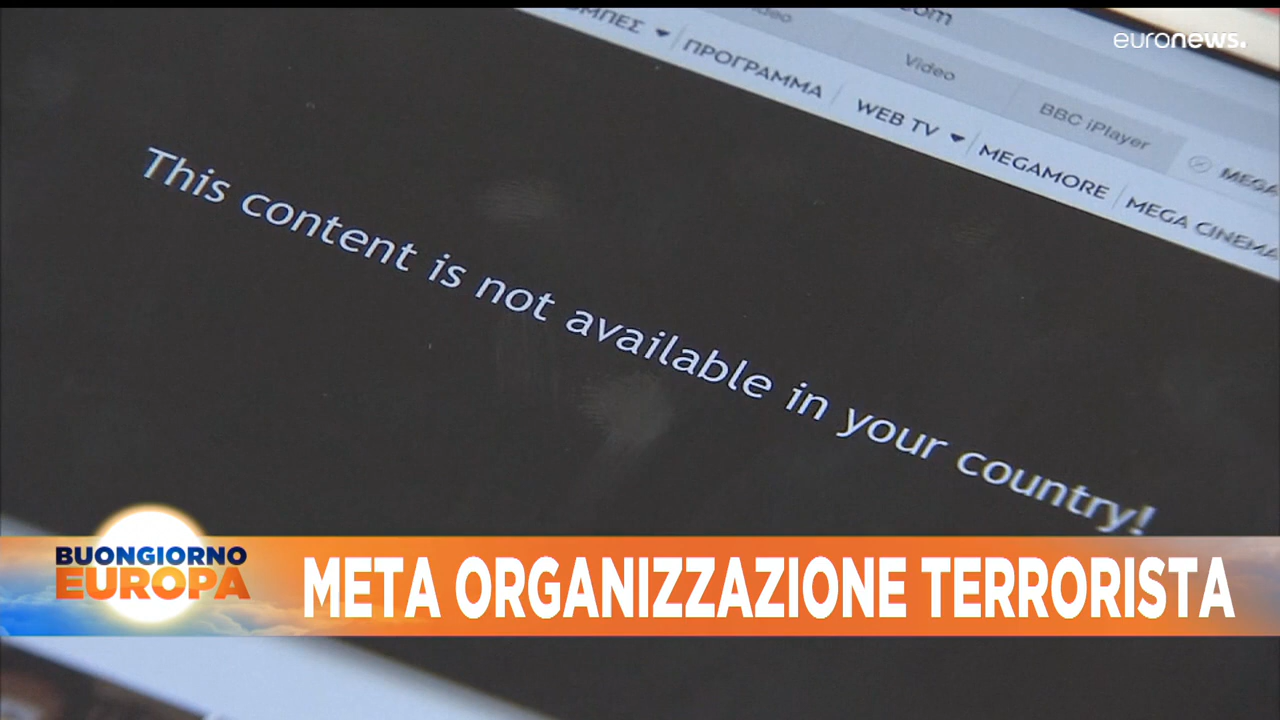 .com
euronews.
Video
BBC iPlayer
ΠΡΟΓΡΑΜΜΑ
WEB TV
MEGAMORE
MEGA CINEMA
This content is not available in your country!
BUONGIORNO
EUROPA
META ORGANIZZAZIONE TERRORISTA